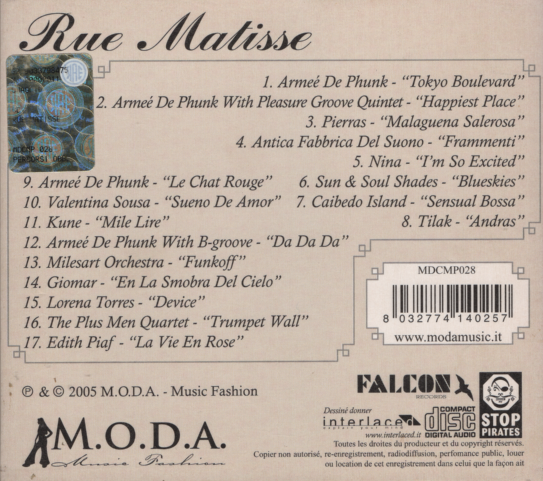 Rue Matisse
1. Armeé De Phunk - “Tokyo Boulevard”
2. Armeé De Phunk With Pleasure Groove Quintet - “Happiest Place”
3. Pierras - “Malaguena Salerosa”
4. Antica Fabbrica Del Suono - “Frammenti”
5. Nina - “I'm So Excited”
6. Sun & Soul Shades - “Blueskies”
7. Caibedo Island - “Sensual Bossa”
8. Tilak - “Andras”
9. Armeé De Phunk - “Le Chat Rouge”
10. Valentina Sousa - “Sueno De Amor”
11. Kune - “Mile Lire”
12. Armeé De Phunk With B-groove - “Da Da Da”
13. Milesart Orchestra - “Funkoff”
14. Giomar - “En La Smobra Del Cielo”
15. Lorena Torres - “Device”
16. The Plus Men Quartet - “Trumpet Wall”
17. Edith Piaf - “La Vie En Rose”
MDCMP028
8 032774 140257
www.modamusic.it
℗ & © 2005 M.O.D.A. - Music Fashion
M.O.D.A.
Music Fashion
FALCON
RECORDS
Dessiné donner
interlace
www.interlaced.it
COMPACT
disc
DIGITAL AUDIO
STOP
PIRATES
Toutes les droites du producteur et du copyright réservés.
Copier non autorisé, re-enregistrement, radiodiffusion, perfomance public, louer
ou location de cet enregistrement dans celui que la façon ait